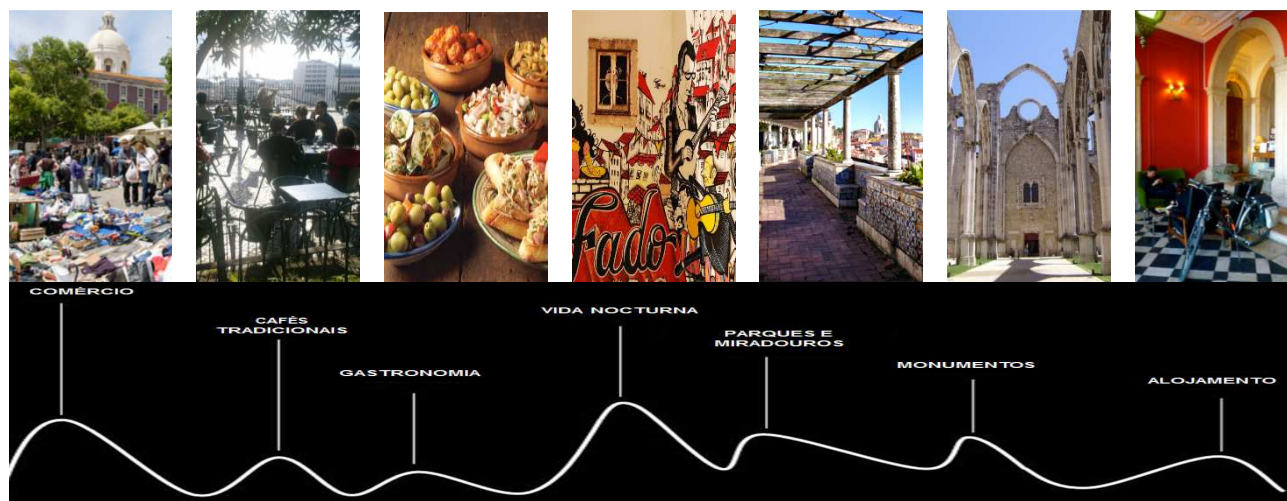 fado
COMÉRCIO
CAFÉS
TRADICIONAIS
GASTRONOMIA
VIDA NOCTURNA
PARQUES E
MIRADOUROS
MONUMENTOS
ALOJAMENTO